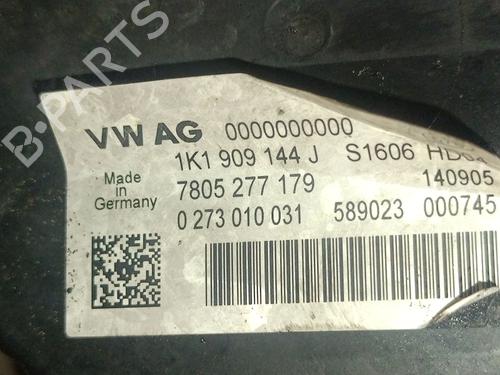 VW AG 0000000000
1K1 909 144 J S1606
Made in Germany
7805 277 179 140905
0 273 010 031 589023 000745
B-PARTS